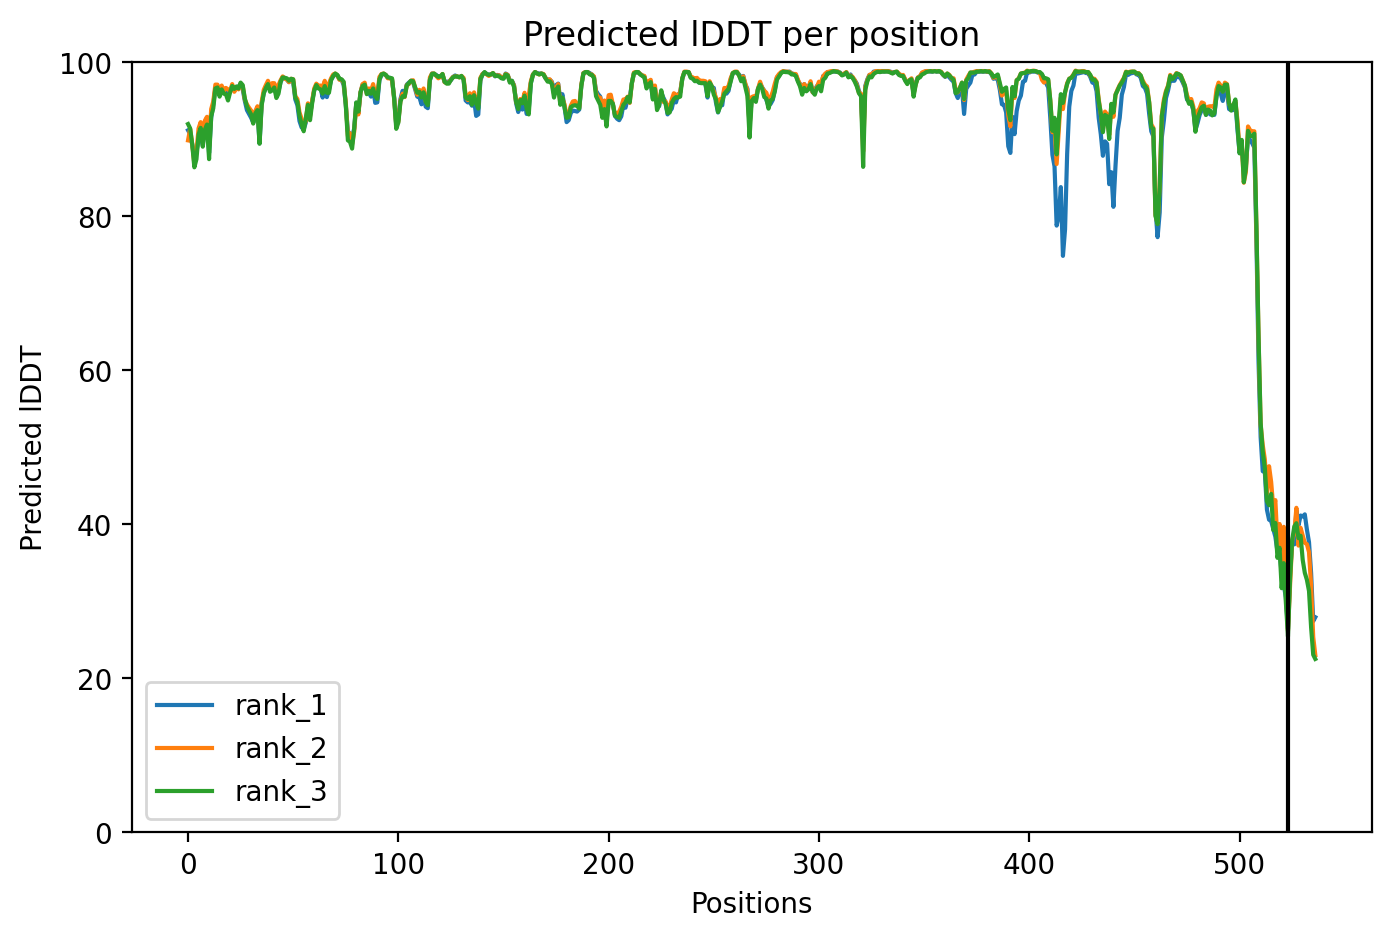 Predicted lDDT per position
Predicted lDDT
100
80
60
40
20
0
rank_1
rank_2
rank_3
0 100 200 300 400 500
Positions